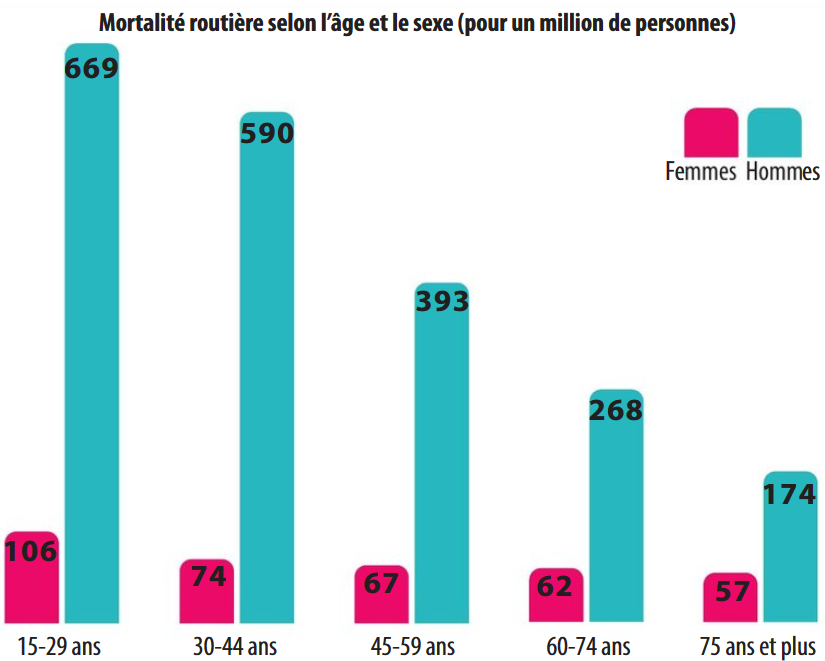 Mortalité routière selon l’âge et le sexe (pour un million de personnes)
669
590
Femmes Hommes
393
268
174
106
74
67
62
57
15-29 ans
30-44 ans
45-59 ans
60-74 ans
75 ans et plus